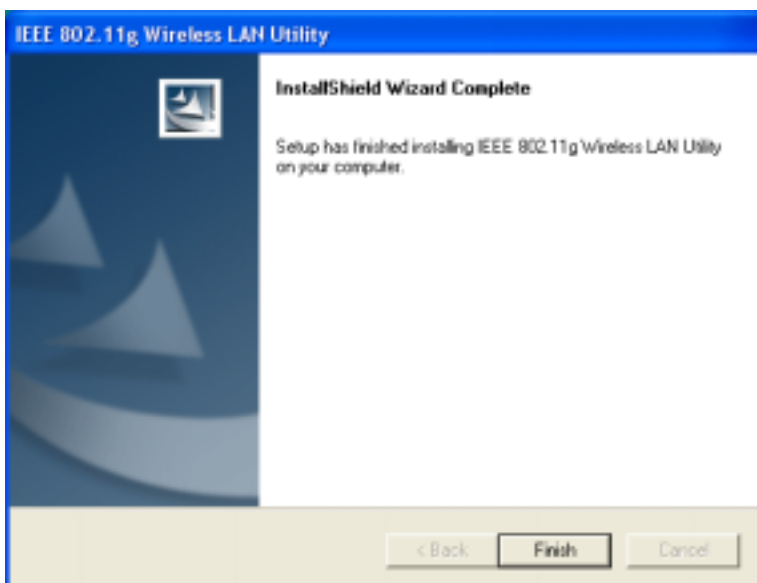 IEEE 802.11g Wireless LAN Utility
InstallShield Wizard Complete
Setup has finished installing IEEE 802.11g Wireless LAN Utility
on your computer.
< Back
Finish
Cancel